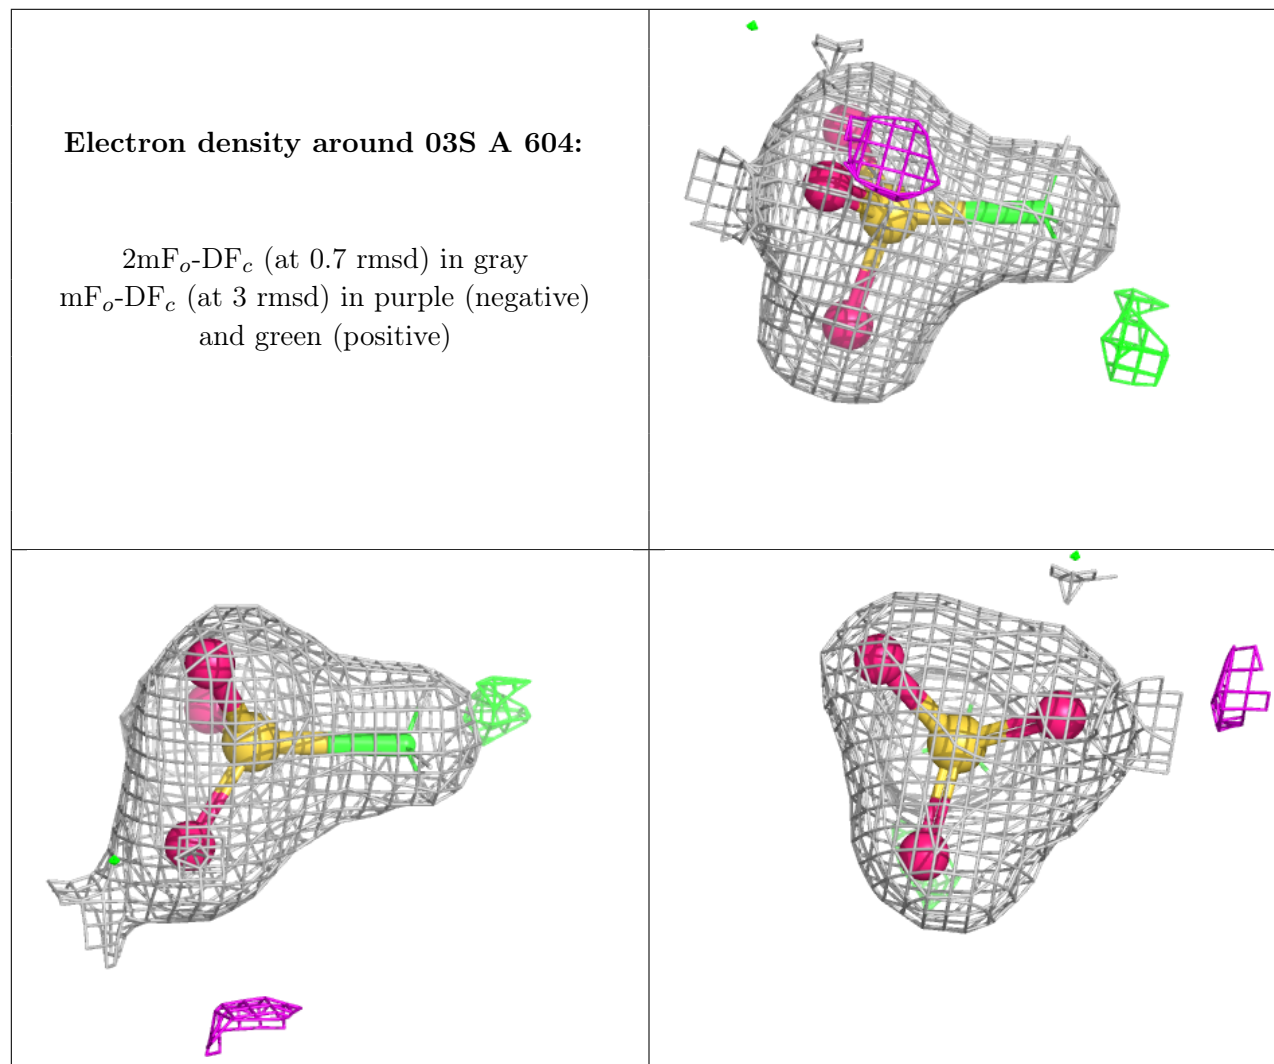 Electron density around 03S A 604:
2mFo-DFc (at 0.7 rmsd) in gray
mFo-DFc (at 3 rmsd) in purple (negative)
and green (positive)